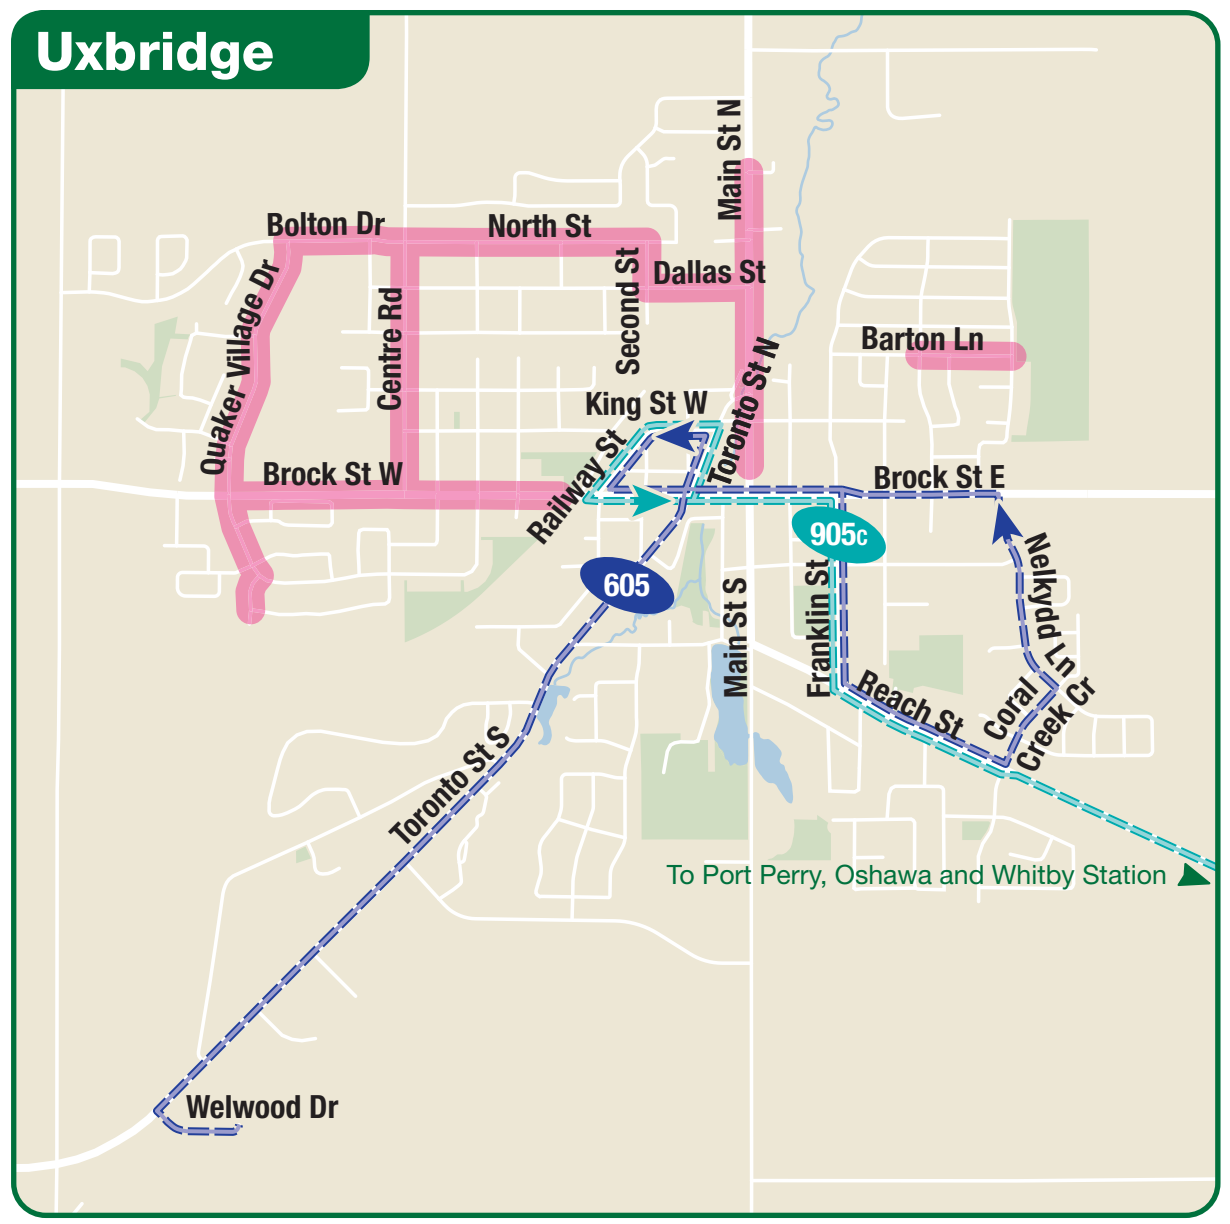 Uxbridge
Main St N
Bolton Dr
North St
Quaker Village Dr
Second St
Dallas St
Centre Rd
Barton Ln
Toronto St N
King St W
Railway St
Brock St W
Brock St E
905C
605
Nelkydd Ln
Franklin St
Main St S
Beach St
Coral
Creek Cr
Toronto St S
To Port Perry, Oshawa and Whitby Station
Welwood Dr